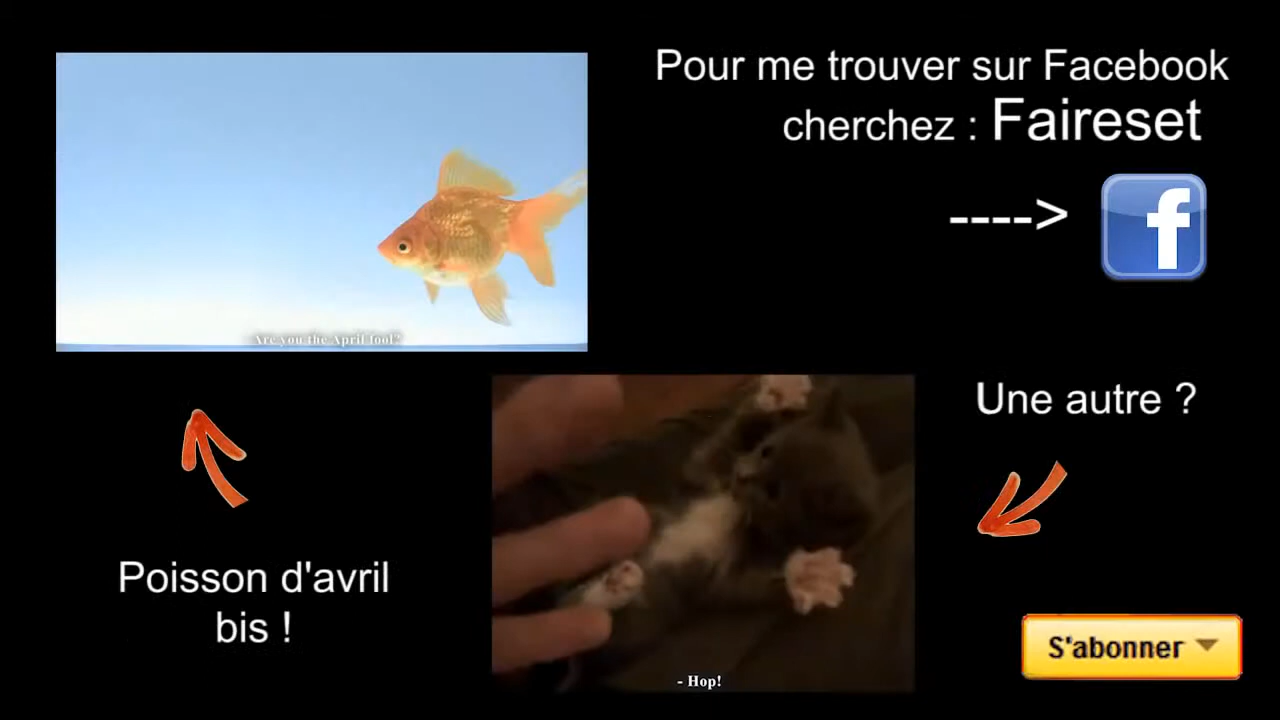 Pour me trouver sur Facebook
cherchez : Faireset
---->
f
Are you the April fool?
Une autre ?
Poisson d'avril
bis !
S'abonner
- Hop!